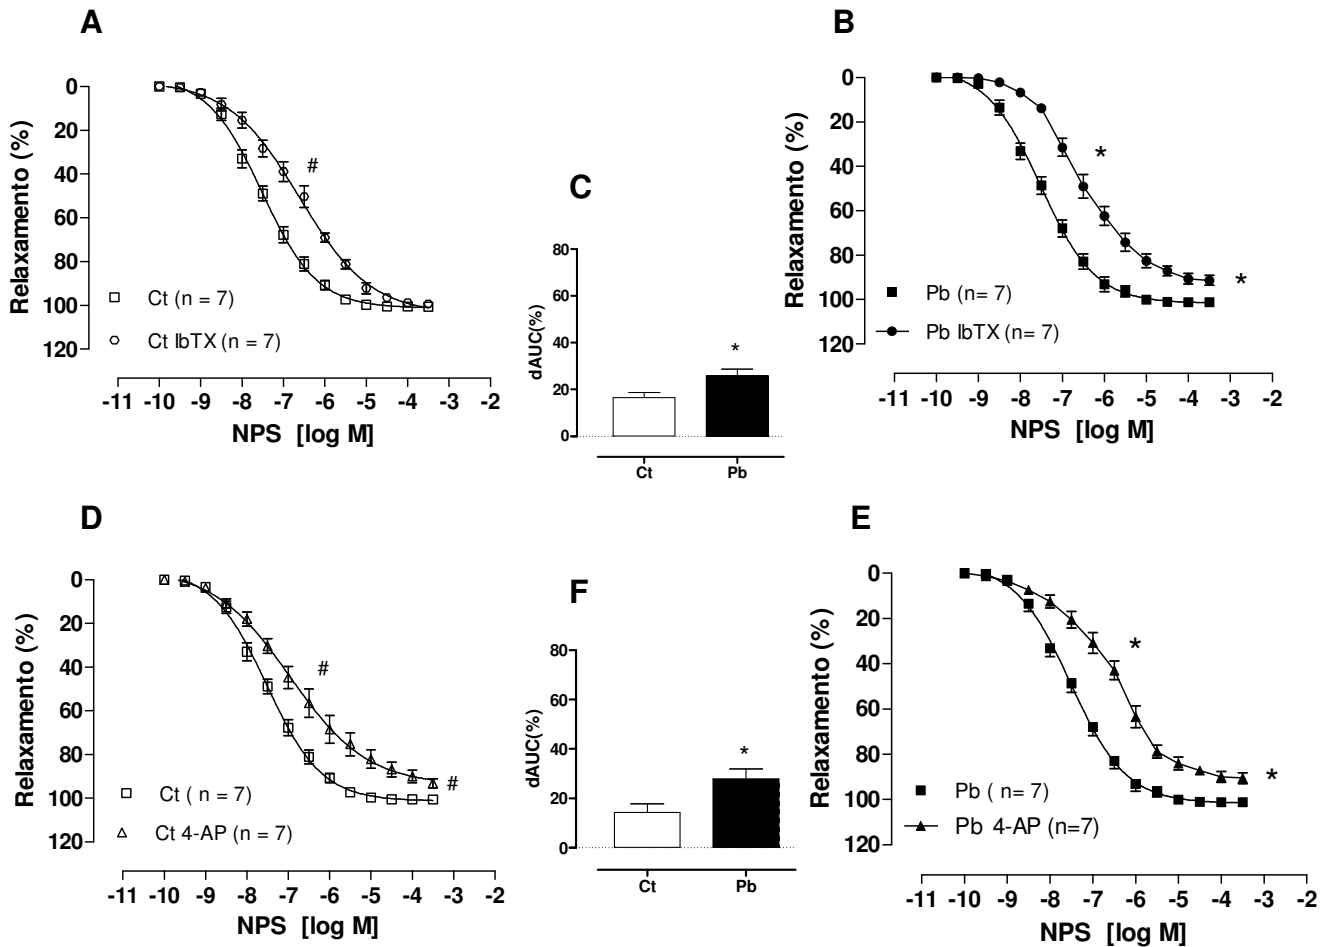 A
Relaxamento (%)
0
20
40
60
80
100
120
#
Ct (n = 7)
Ct IbTX (n = 7)
-11 -10 -9 -8 -7 -6 -5 -4 -3 -2
NPS [log M]
B
Relaxamento (%)
0
20
40
60
80
100
120
*
*
Pb (n= 7)
Pb IbTX (n= 7)
-11 -10 -9 -8 -7 -6 -5 -4 -3 -2
NPS [log M]
C
dAUC(%)
80
60
40
20
0
*
Ct Pb
D
Relaxamento (%)
0
20
40
60
80
100
120
#
#
Ct ( n = 7)
Ct 4-AP (n = 7)
-11 -10 -9 -8 -7 -6 -5 -4 -3 -2
NPS [log M]
E
Relaxamento (%)
0
20
40
60
80
100
120
*
*
Pb ( n= 7)
Pb 4-AP (n=7)
-11 -10 -9 -8 -7 -6 -5 -4 -3 -2
NPS [log M]
F
dAUC(%)
80
60
40
20
0
*
Ct Pb